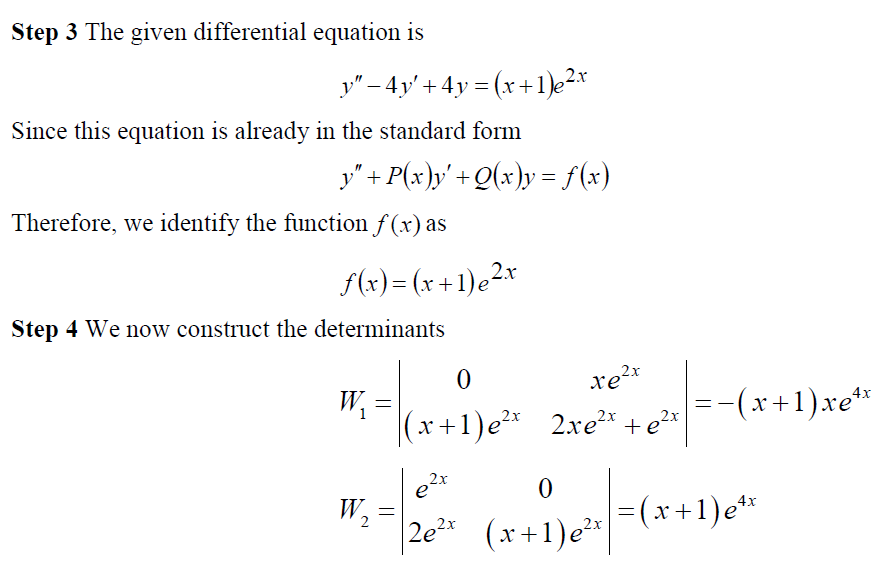 Step 3 The given differential equation is
y″ − 4y′ + 4y = (x+1)e^{2x}
Since this equation is already in the standard form
y″ + P(x)y′ + Q(x)y = f(x)
Therefore, we identify the function f(x) as
f(x) = (x+1)e^{2x}
Step 4 We now construct the determinants
W_1 = | 0 xe^{2x} ; (x+1)e^{2x} 2xe^{2x} + e^{2x} | = −(x+1)xe^{4x}
W_2 = | e^{2x} 0 ; 2e^{2x} (x+1)e^{2x} | = (x+1)e^{4x}